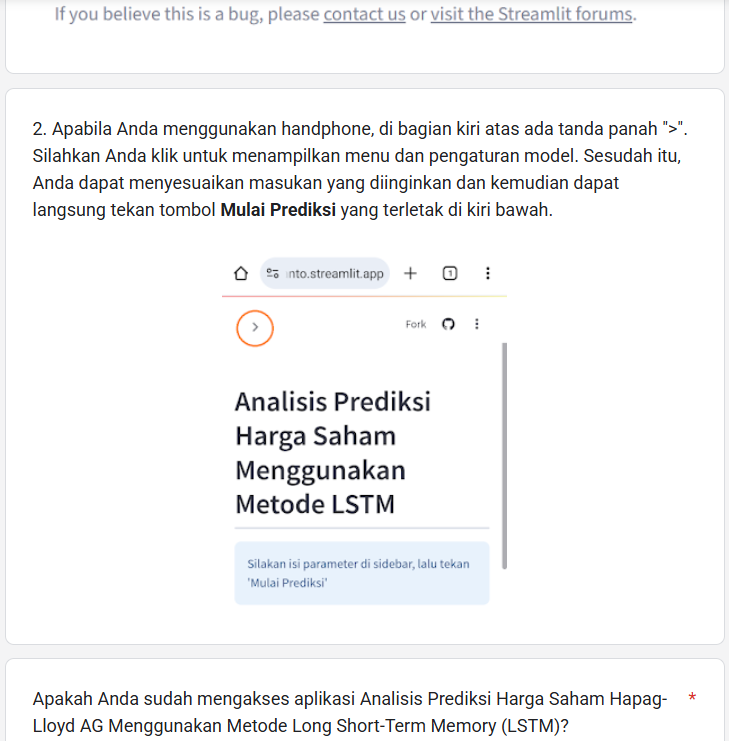 If you believe this is a bug, please contact us or visit the Streamlit forums.
2. Apabila Anda menggunakan handphone, di bagian kiri atas ada tanda panah ">".
Silahkan Anda klik untuk menampilkan menu dan pengaturan model. Sesudah itu,
Anda dapat menyesuaikan masukan yang diinginkan dan kemudian dapat
langsung tekan tombol Mulai Prediksi yang terletak di kiri bawah.
nto.streamlit.app
1
Fork
Analisis Prediksi
Harga Saham
Menggunakan
Metode LSTM
Silakan isi parameter di sidebar, lalu tekan
'Mulai Prediksi'
Apakah Anda sudah mengakses aplikasi Analisis Prediksi Harga Saham Hapag- *
Lloyd AG Menggunakan Metode Long Short-Term Memory (LSTM)?